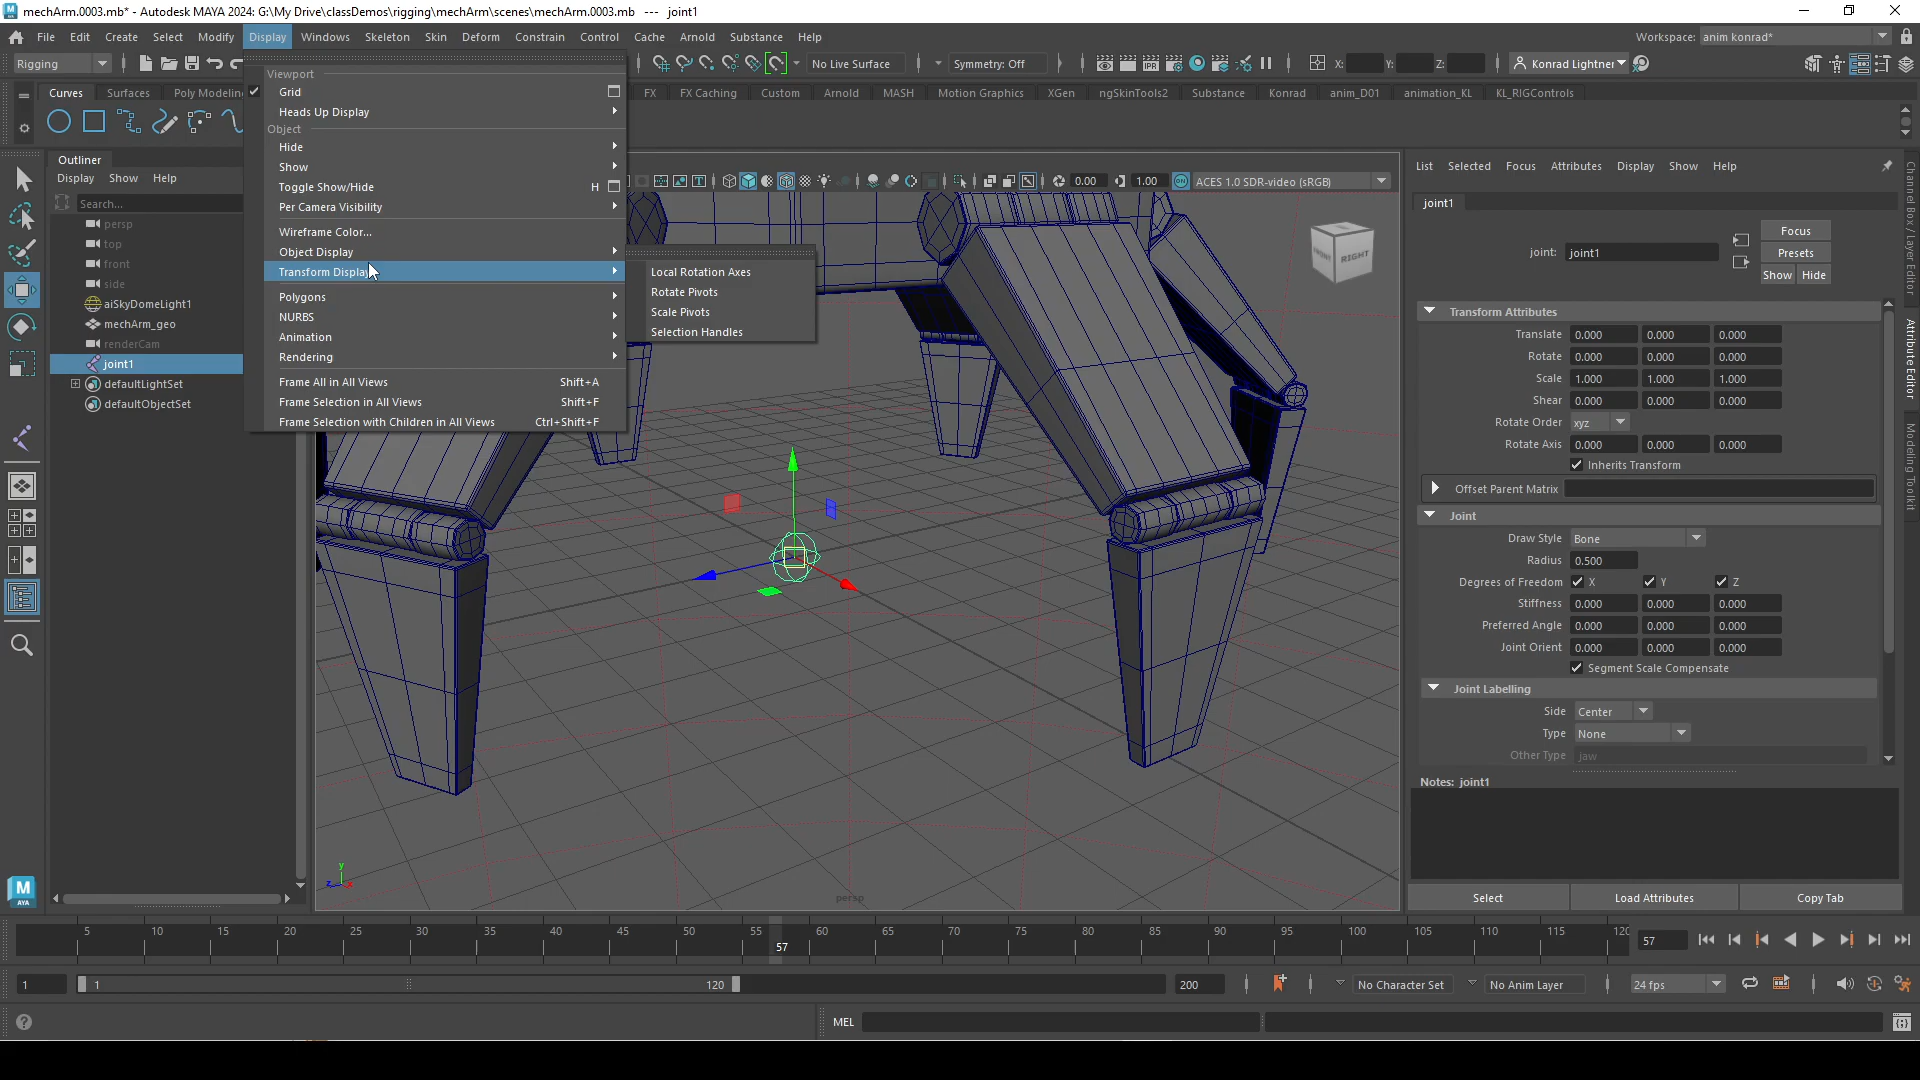 mechArm.0003.mb* - Autodesk MAYA 2024: G:\My Drive\classDemos\rigging\mechArm\scenes\mechArm.0003.mb --- joint1
File Edit Create Select Modify Display Windows Skeleton Skin Deform Constrain Control Cache Arnold Substance Help
Workspace: anim konrad*
Rigging
No Live Surface
Symmetry: Off
X: Y: Z:
Konrad Lightner
Curves Surfaces Poly Modelin
FX FX Caching Custom Arnold MASH Motion Graphics XGen ngSkinTools2 Substance Konrad anim_D01 animation_KL KL_RIGControls
Viewport
Grid
Heads Up Display
Object
Hide
Show
Toggle Show/Hide H
Per Camera Visibility
Wireframe Color...
Object Display
Transform Display
Polygons
NURBS
Animation
Rendering
Frame All in All Views Shift+A
Frame Selection in All Views Shift+F
Frame Selection with Children in All Views Ctrl+Shift+F
Local Rotation Axes
Rotate Pivots
Scale Pivots
Selection Handles
Outliner
Display Show Help
Search...
persp
top
front
side
aiSkyDomeLight1
mechArm_geo
renderCam
joint1
defaultLightSet
defaultObjectSet
0.00 1.00 ACES 1.0 SDR-video (sRGB)
FRONT RIGHT
y
z x
persp
List Selected Focus Attributes Display Show Help
joint1
joint: joint1
Focus
Presets
Show Hide
Transform Attributes
Translate 0.000 0.000 0.000
Rotate 0.000 0.000 0.000
Scale 1.000 1.000 1.000
Shear 0.000 0.000 0.000
Rotate Order xyz
Rotate Axis 0.000 0.000 0.000
Inherits Transform
Offset Parent Matrix
Joint
Draw Style Bone
Radius 0.500
Degrees of Freedom X Y Z
Stiffness 0.000 0.000 0.000
Preferred Angle 0.000 0.000 0.000
Joint Orient 0.000 0.000 0.000
Segment Scale Compensate
Joint Labelling
Side Center
Type None
Other Type jaw
Notes: joint1
Select Load Attributes Copy Tab
Channel Box / Layer Editor
Attribute Editor
Modeling Toolkit
M
AYA
5 10 15 20 25 30 35 40 45 50 55 57 60 65 70 75 80 85 90 95 100 105 110 115 120
57
1 1 120 200
No Character Set
No Anim Layer
24 fps
MEL